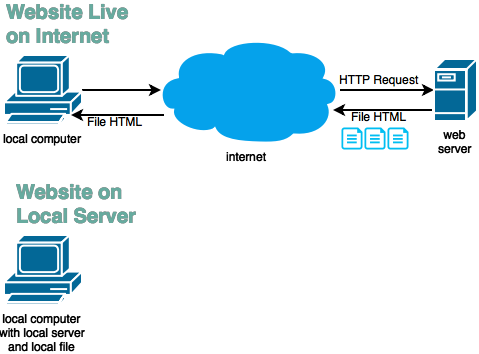 Website Live
on Internet
HTTP Request
File HTML
File HTML
local computer
internet
web
server
Website on
Local Server
local computer
with local server
and local file